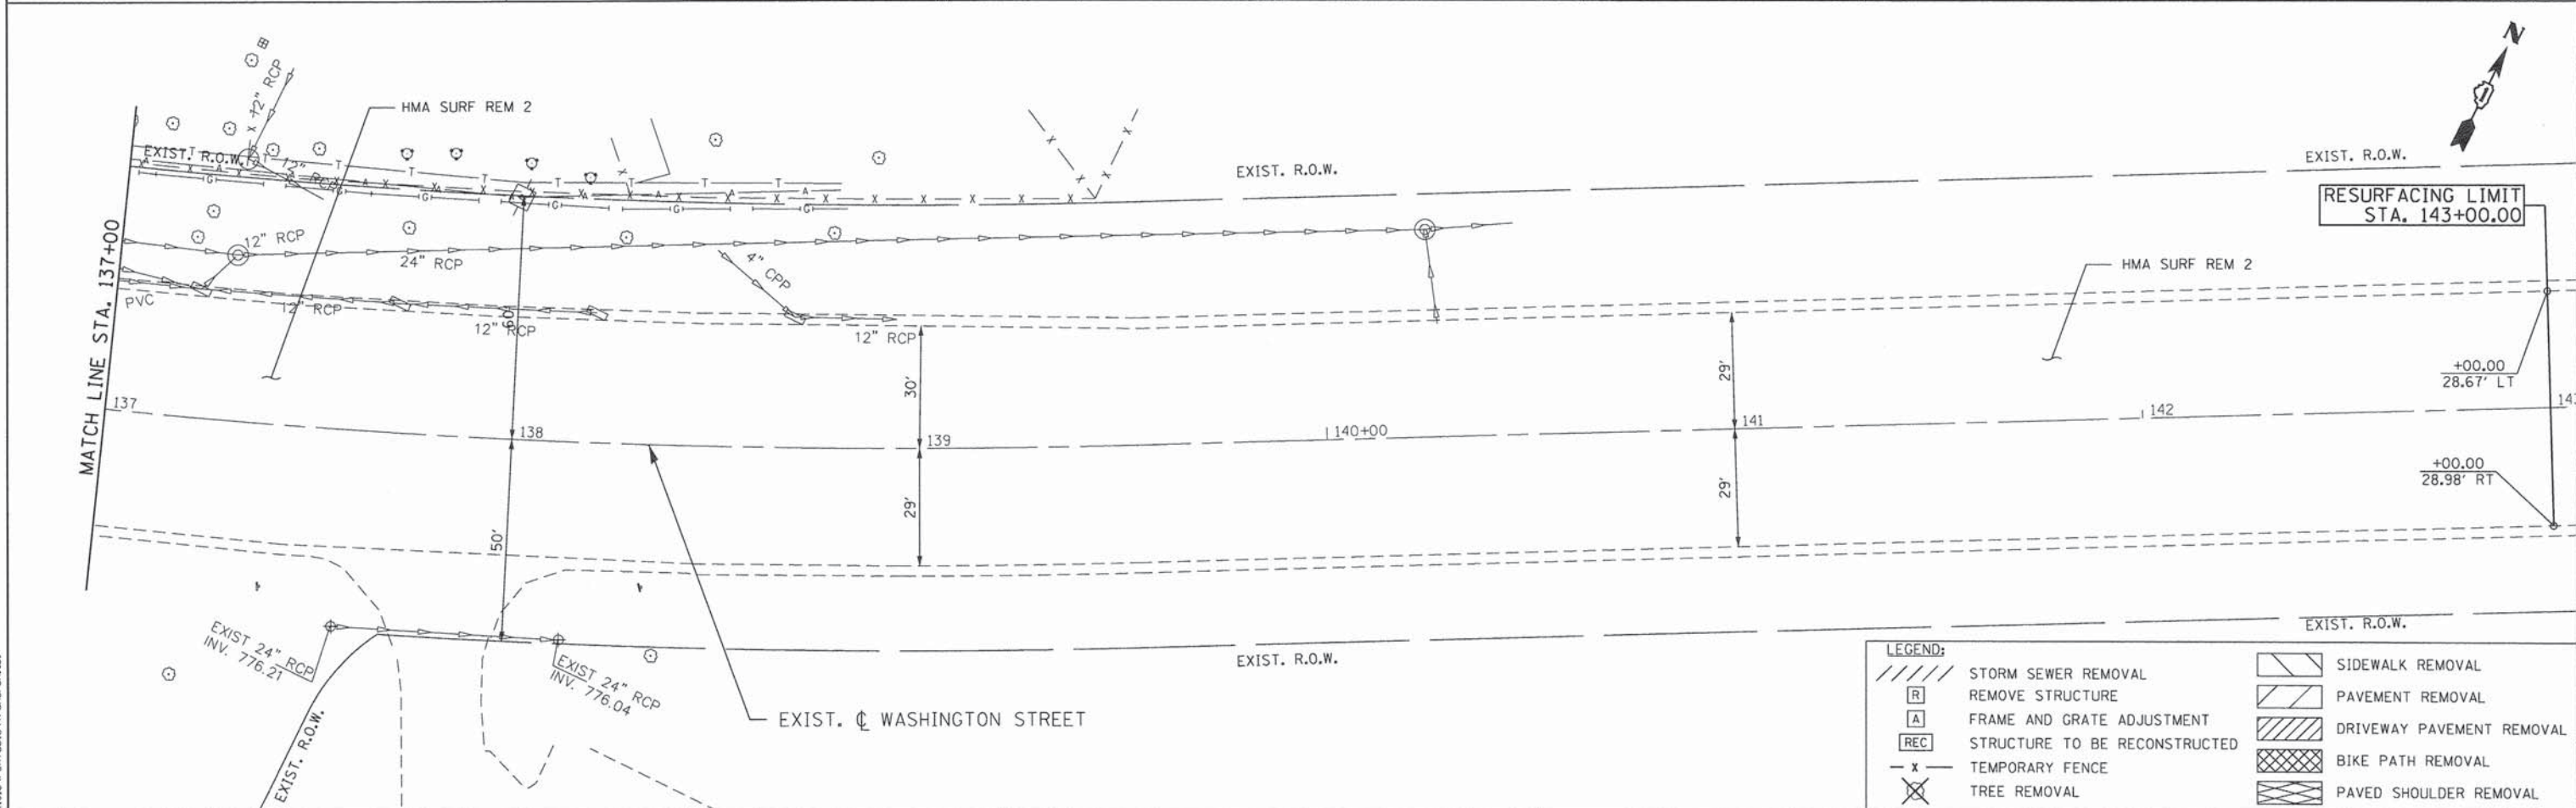 N
12" RCP
HMA SURF REM 2
EXIST. R.O.W.
12" RCP
EXIST. R.O.W.
EXIST. R.O.W.
RESURFACING LIMIT
STA. 143+00.00
MATCH LINE STA. 137+00
12" RCP
24" RCP
4" CPP
HMA SURF REM 2
PVC
12" RCP
12" RCP
12" RCP
60'
30'
29'
+00.00
28.67' LT
137
138
139
140+00
141
142
50'
29'
29'
+00.00
28.98' RT
EXIST 24" RCP
INV. 776.21
EXIST 24" RCP
INV. 776.04
EXIST. R.O.W.
EXIST. R.O.W.
EXIST. R.O.W.
EXIST. ℄ WASHINGTON STREET
LEGEND:
STORM SEWER REMOVAL
R REMOVE STRUCTURE
A FRAME AND GRATE ADJUSTMENT
REC STRUCTURE TO BE RECONSTRUCTED
X TEMPORARY FENCE
TREE REMOVAL
SIDEWALK REMOVAL
PAVEMENT REMOVAL
DRIVEWAY PAVEMENT REMOVAL
BIKE PATH REMOVAL
PAVED SHOULDER REMOVAL